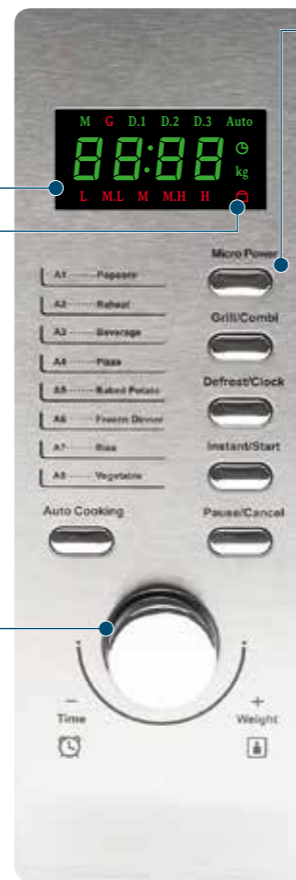 M G D.1 D.2 D.3 Auto
88:88
kg
L M.L M M.H H
Micro Power
A1 Popcorn
Grill/Combi
A2 Reheat
A3 Beverage
A4 Pizza
Defrost/Clock
A5 Baked Potato
A6 Frozen Dinner
Instant/Start
A7 Rice
A8 Vegetable
Auto Cooking
Pause/Cancel
− +
Time Weight